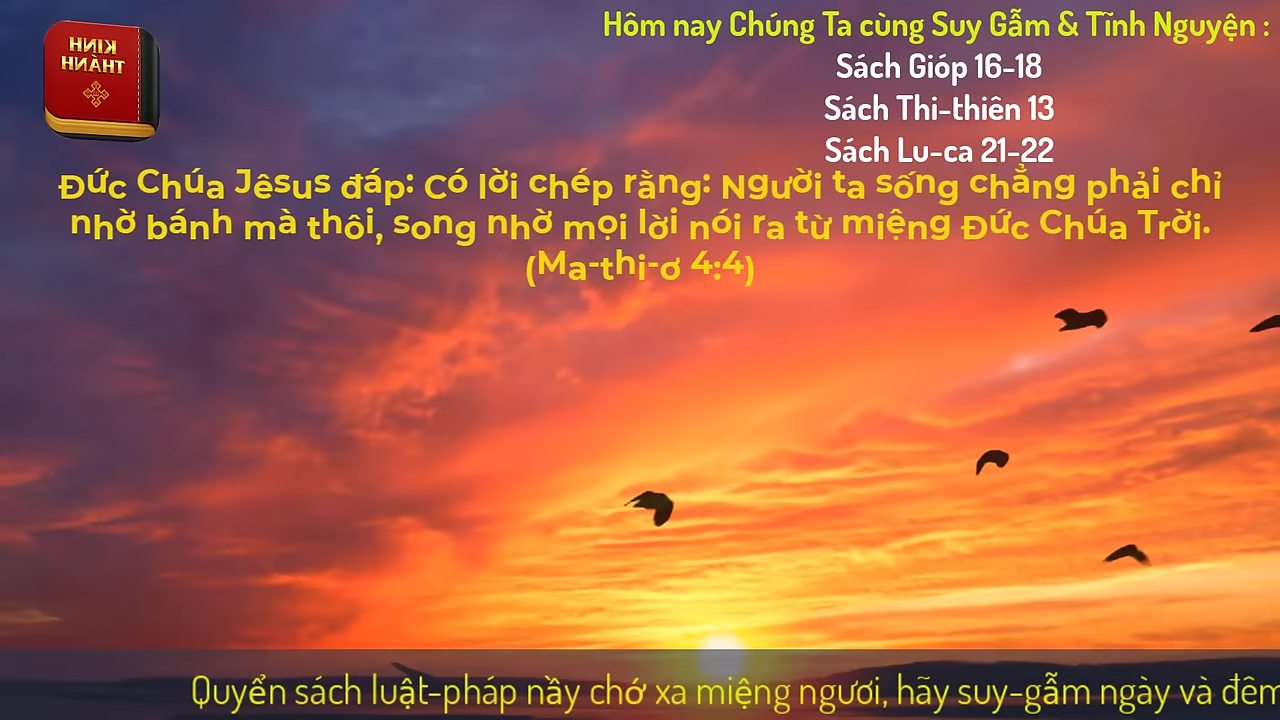 KINH
THÁNH
Hôm nay Chúng Ta cùng Suy Gẫm & Tĩnh Nguyện :
Sách Gióp 16-18
Sách Thi-thiên 13
Sách Lu-ca 21-22
Đức Chúa Jêsus đáp: Có lời chép rằng: Người ta sống chẳng phải chỉ
nhờ bánh mà thôi, song nhờ mọi lời nói ra từ miệng Đức Chúa Trời.
(Ma-thi-ơ 4:4)
Quyển sách luật-pháp nầy chớ xa miệng ngươi, hãy suy-gẫm ngày và đêm